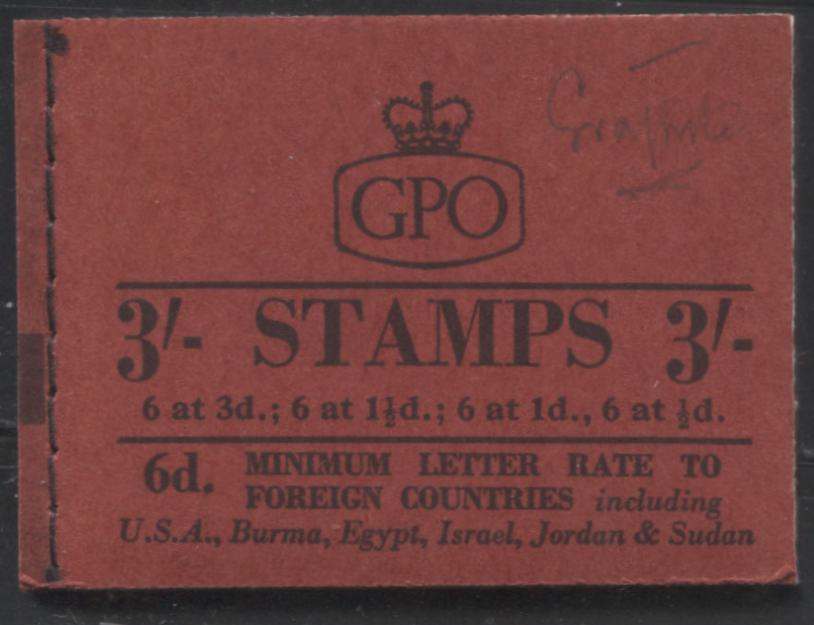 Graphite
GPO
3/- STAMPS 3/-
6 at 3d.; 6 at 1½d.; 6 at 1d., 6 at ½d.
6d. MINIMUM LETTER RATE TO
FOREIGN COUNTRIES including
U.S.A., Burma, Egypt, Israel, Jordan & Sudan